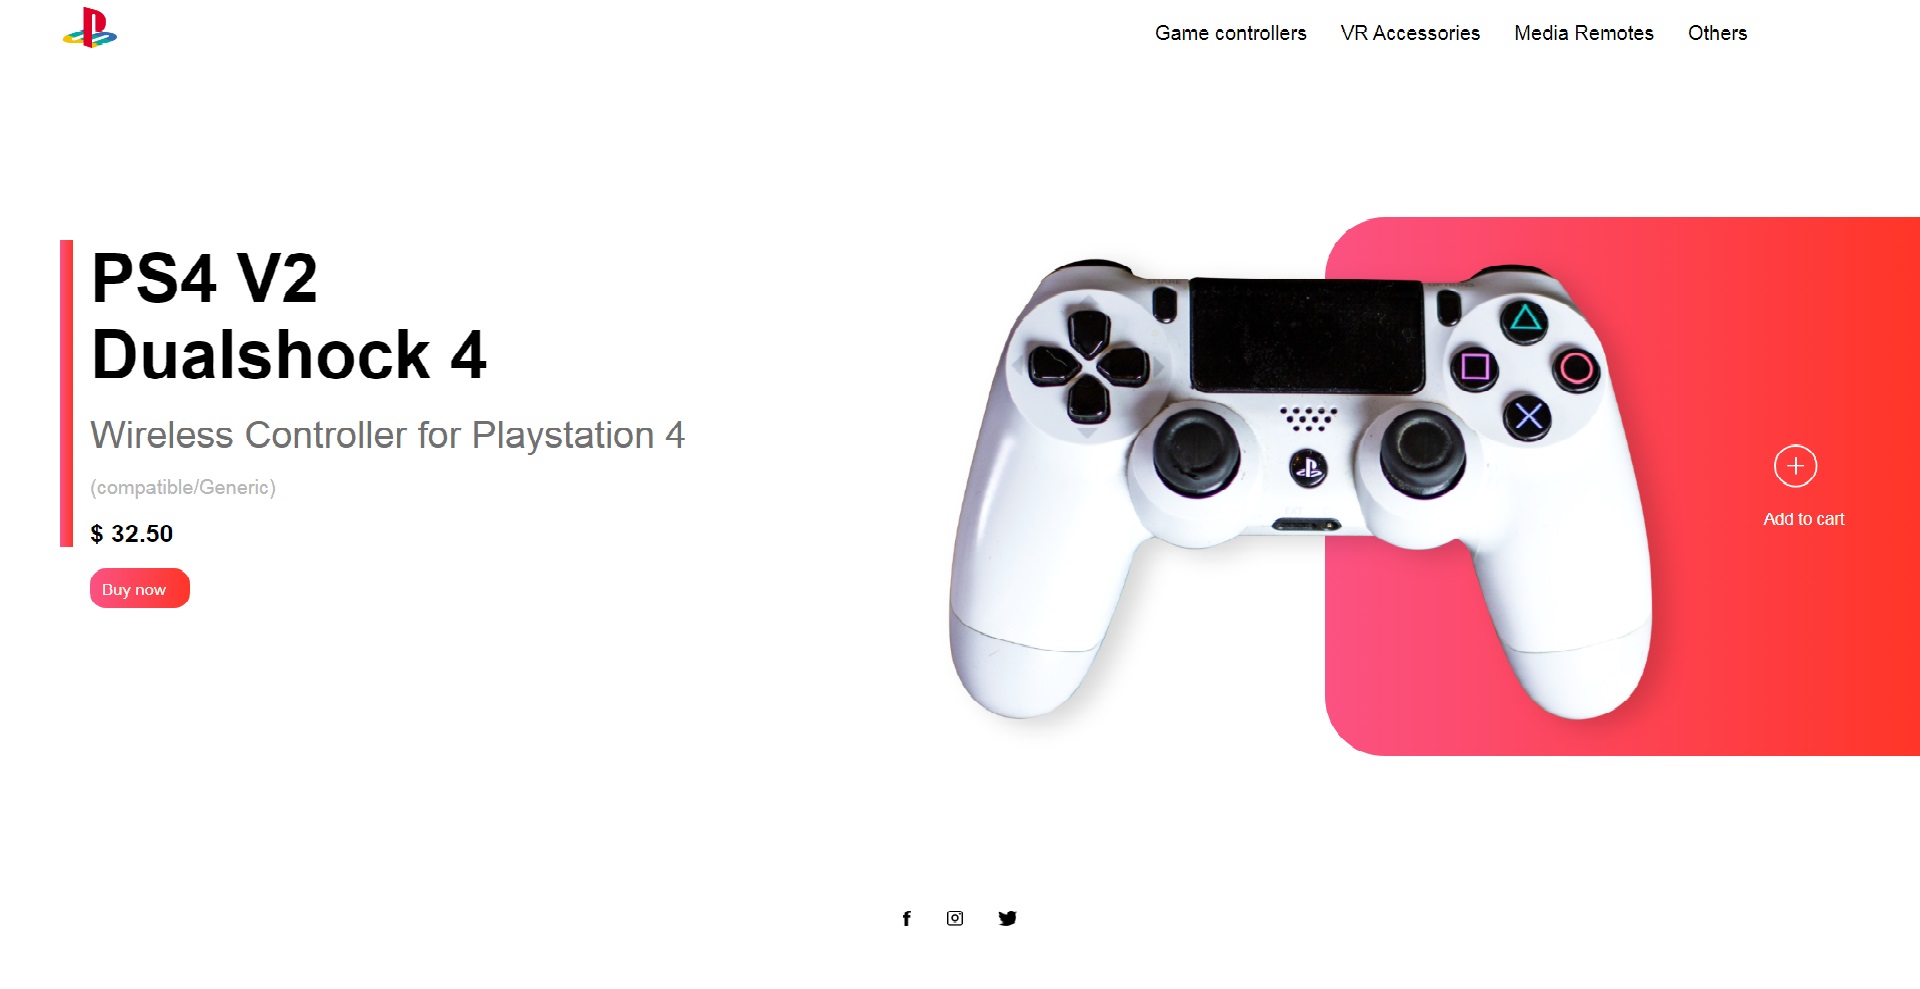 Game controllers VR Accessories Media Remotes Others
PS4 V2
Dualshock 4
Wireless Controller for Playstation 4
(compatible/Generic)
$ 32.50
Buy now
Add to cart